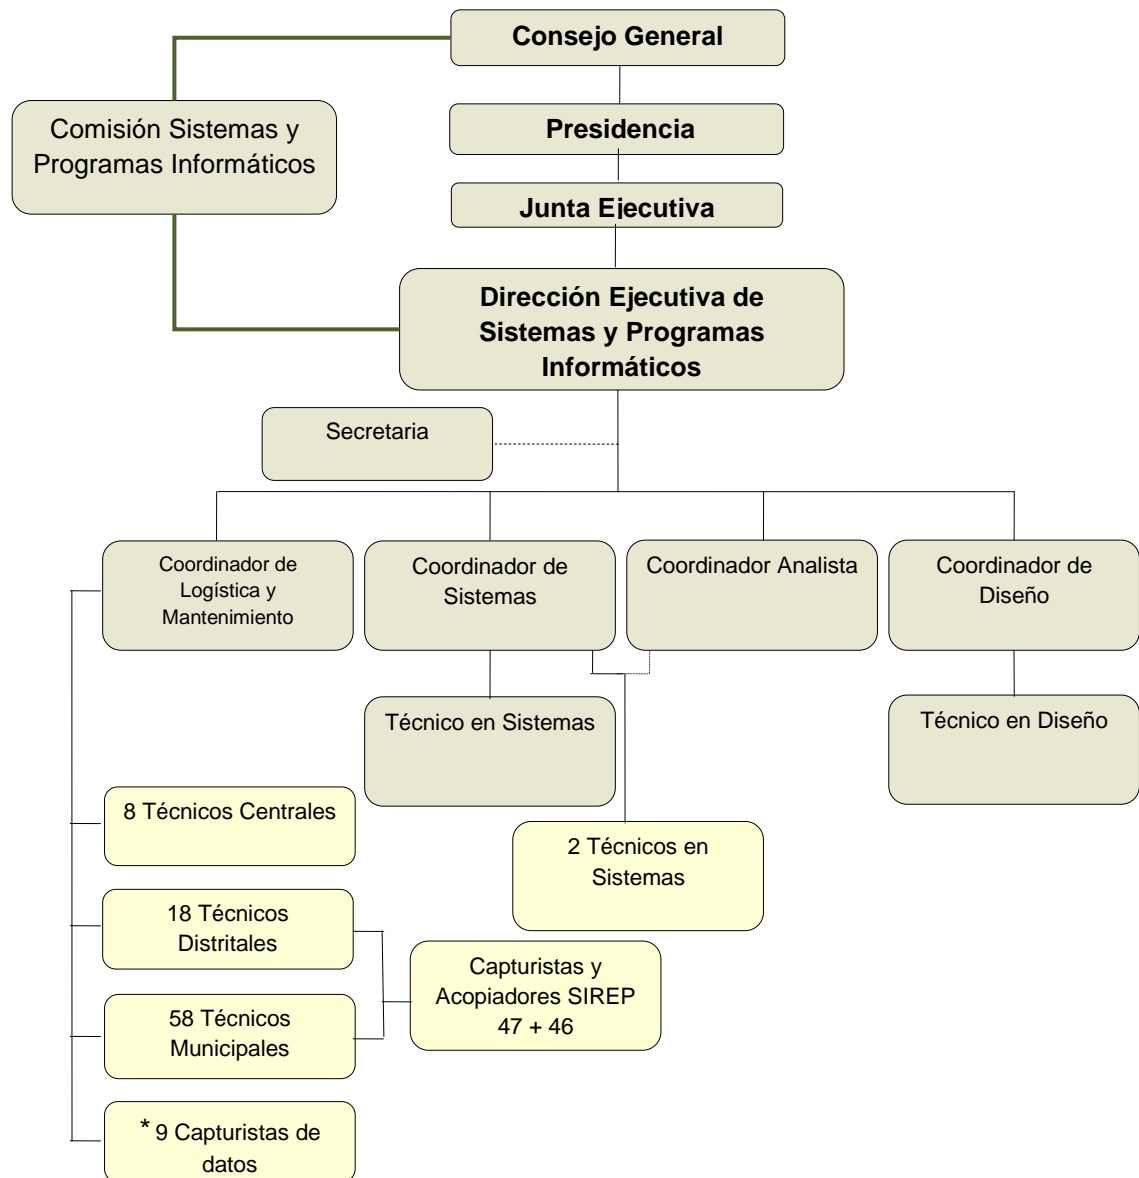 Consejo General
Comisión Sistemas y
Programas Informáticos
Presidencia
Junta Ejecutiva
Dirección Ejecutiva de
Sistemas y Programas
Informáticos
Secretaria
Coordinador de
Logística y
Mantenimiento
Coordinador de
Sistemas
Coordinador Analista
Coordinador de
Diseño
Técnico en Sistemas
Técnico en Diseño
8 Técnicos Centrales
2 Técnicos en
Sistemas
18 Técnicos
Distritales
Capturistas y
Acopiadores SIREP
47 + 46
58 Técnicos
Municipales
* 9 Capturistas de
datos